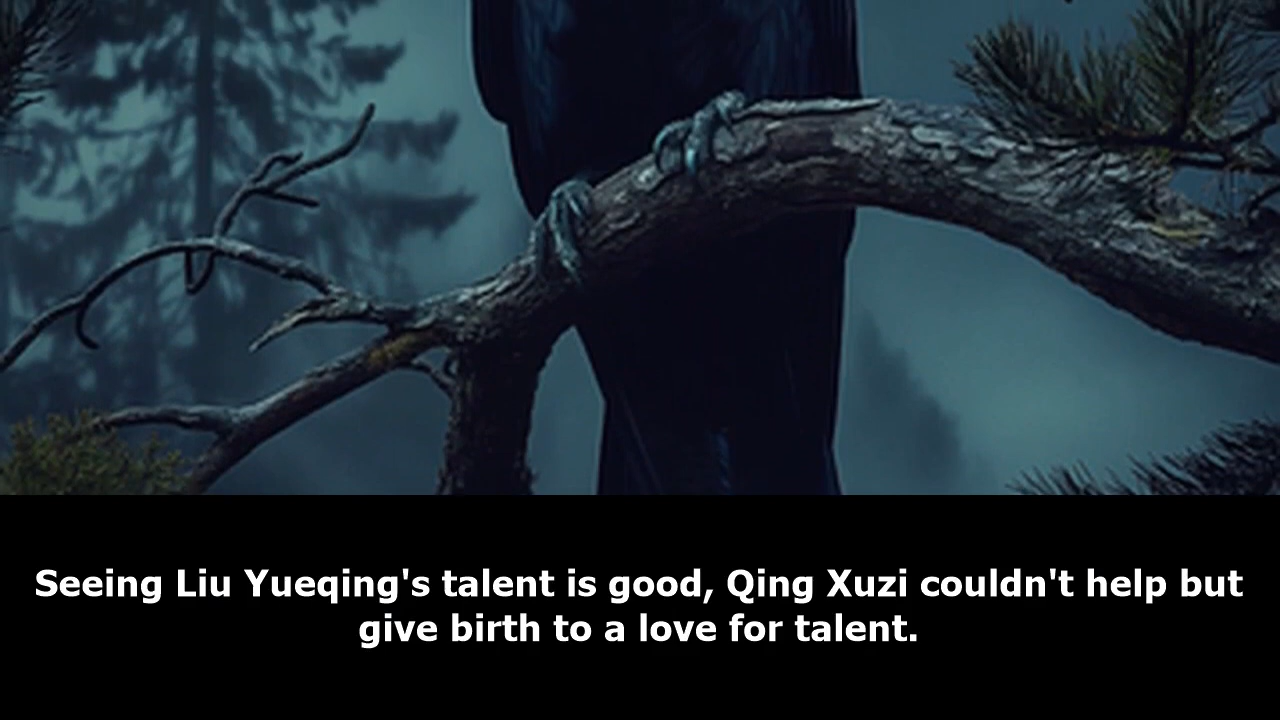 Seeing Liu Yueqing's talent is good, Qing Xuzi couldn't help but
give birth to a love for talent.